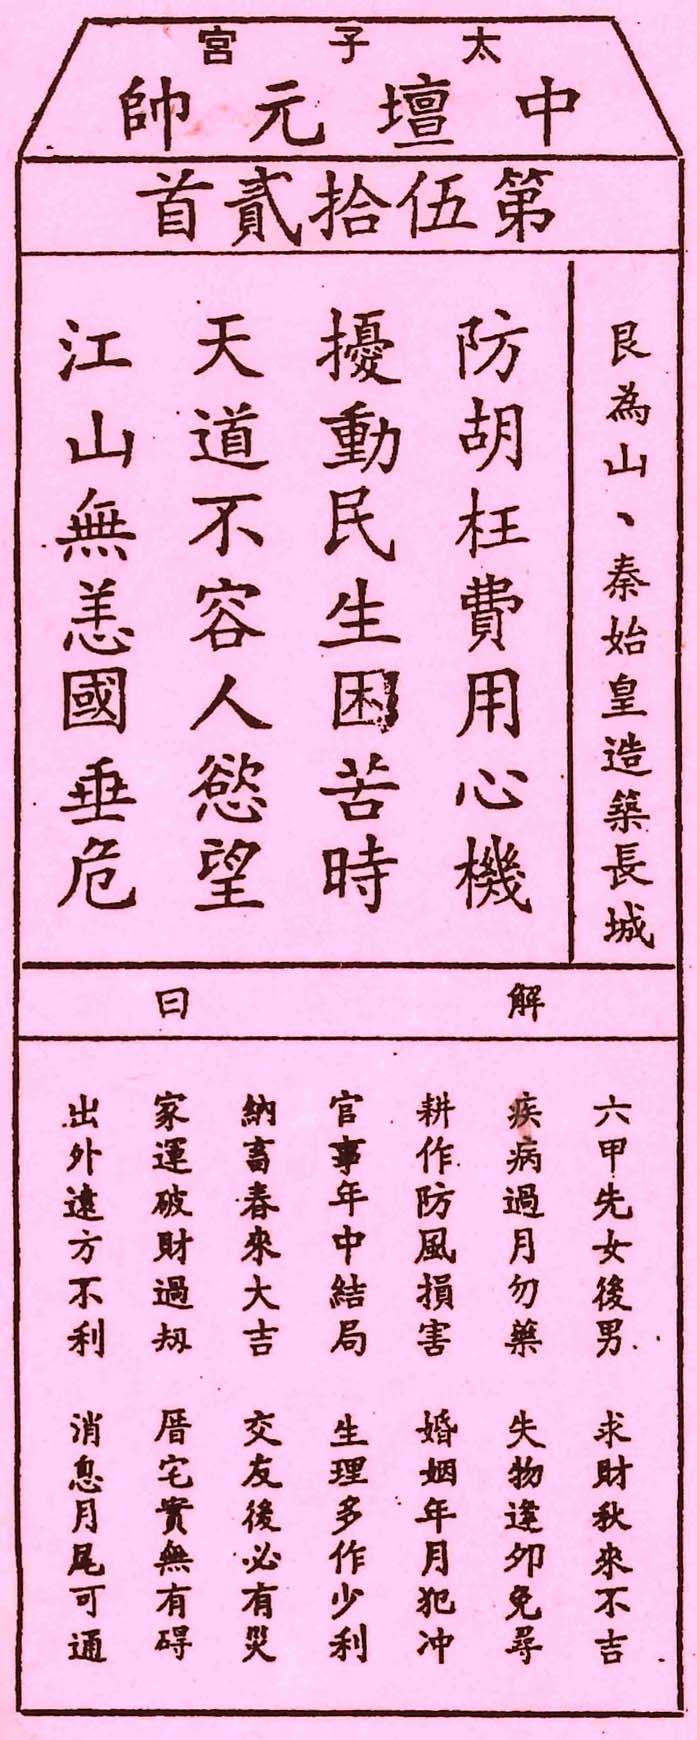 太子宮
中壇元帥
第伍拾貳首
艮為山、秦始皇造築長城
防胡枉費用心機
擾動民生困苦時
天道不容人慾望
江山無恙國垂危
解曰
六甲先女後男 求財秋來不吉
疾病過月勿藥 失物逢卯免尋
耕作防風損害 婚姻年月犯冲
官事年中結局 生理多作少利
納畜春來大吉 交友後必有災
家運破財過劫 厝宅實無有碍
出外遠方不利 消息月尾可通